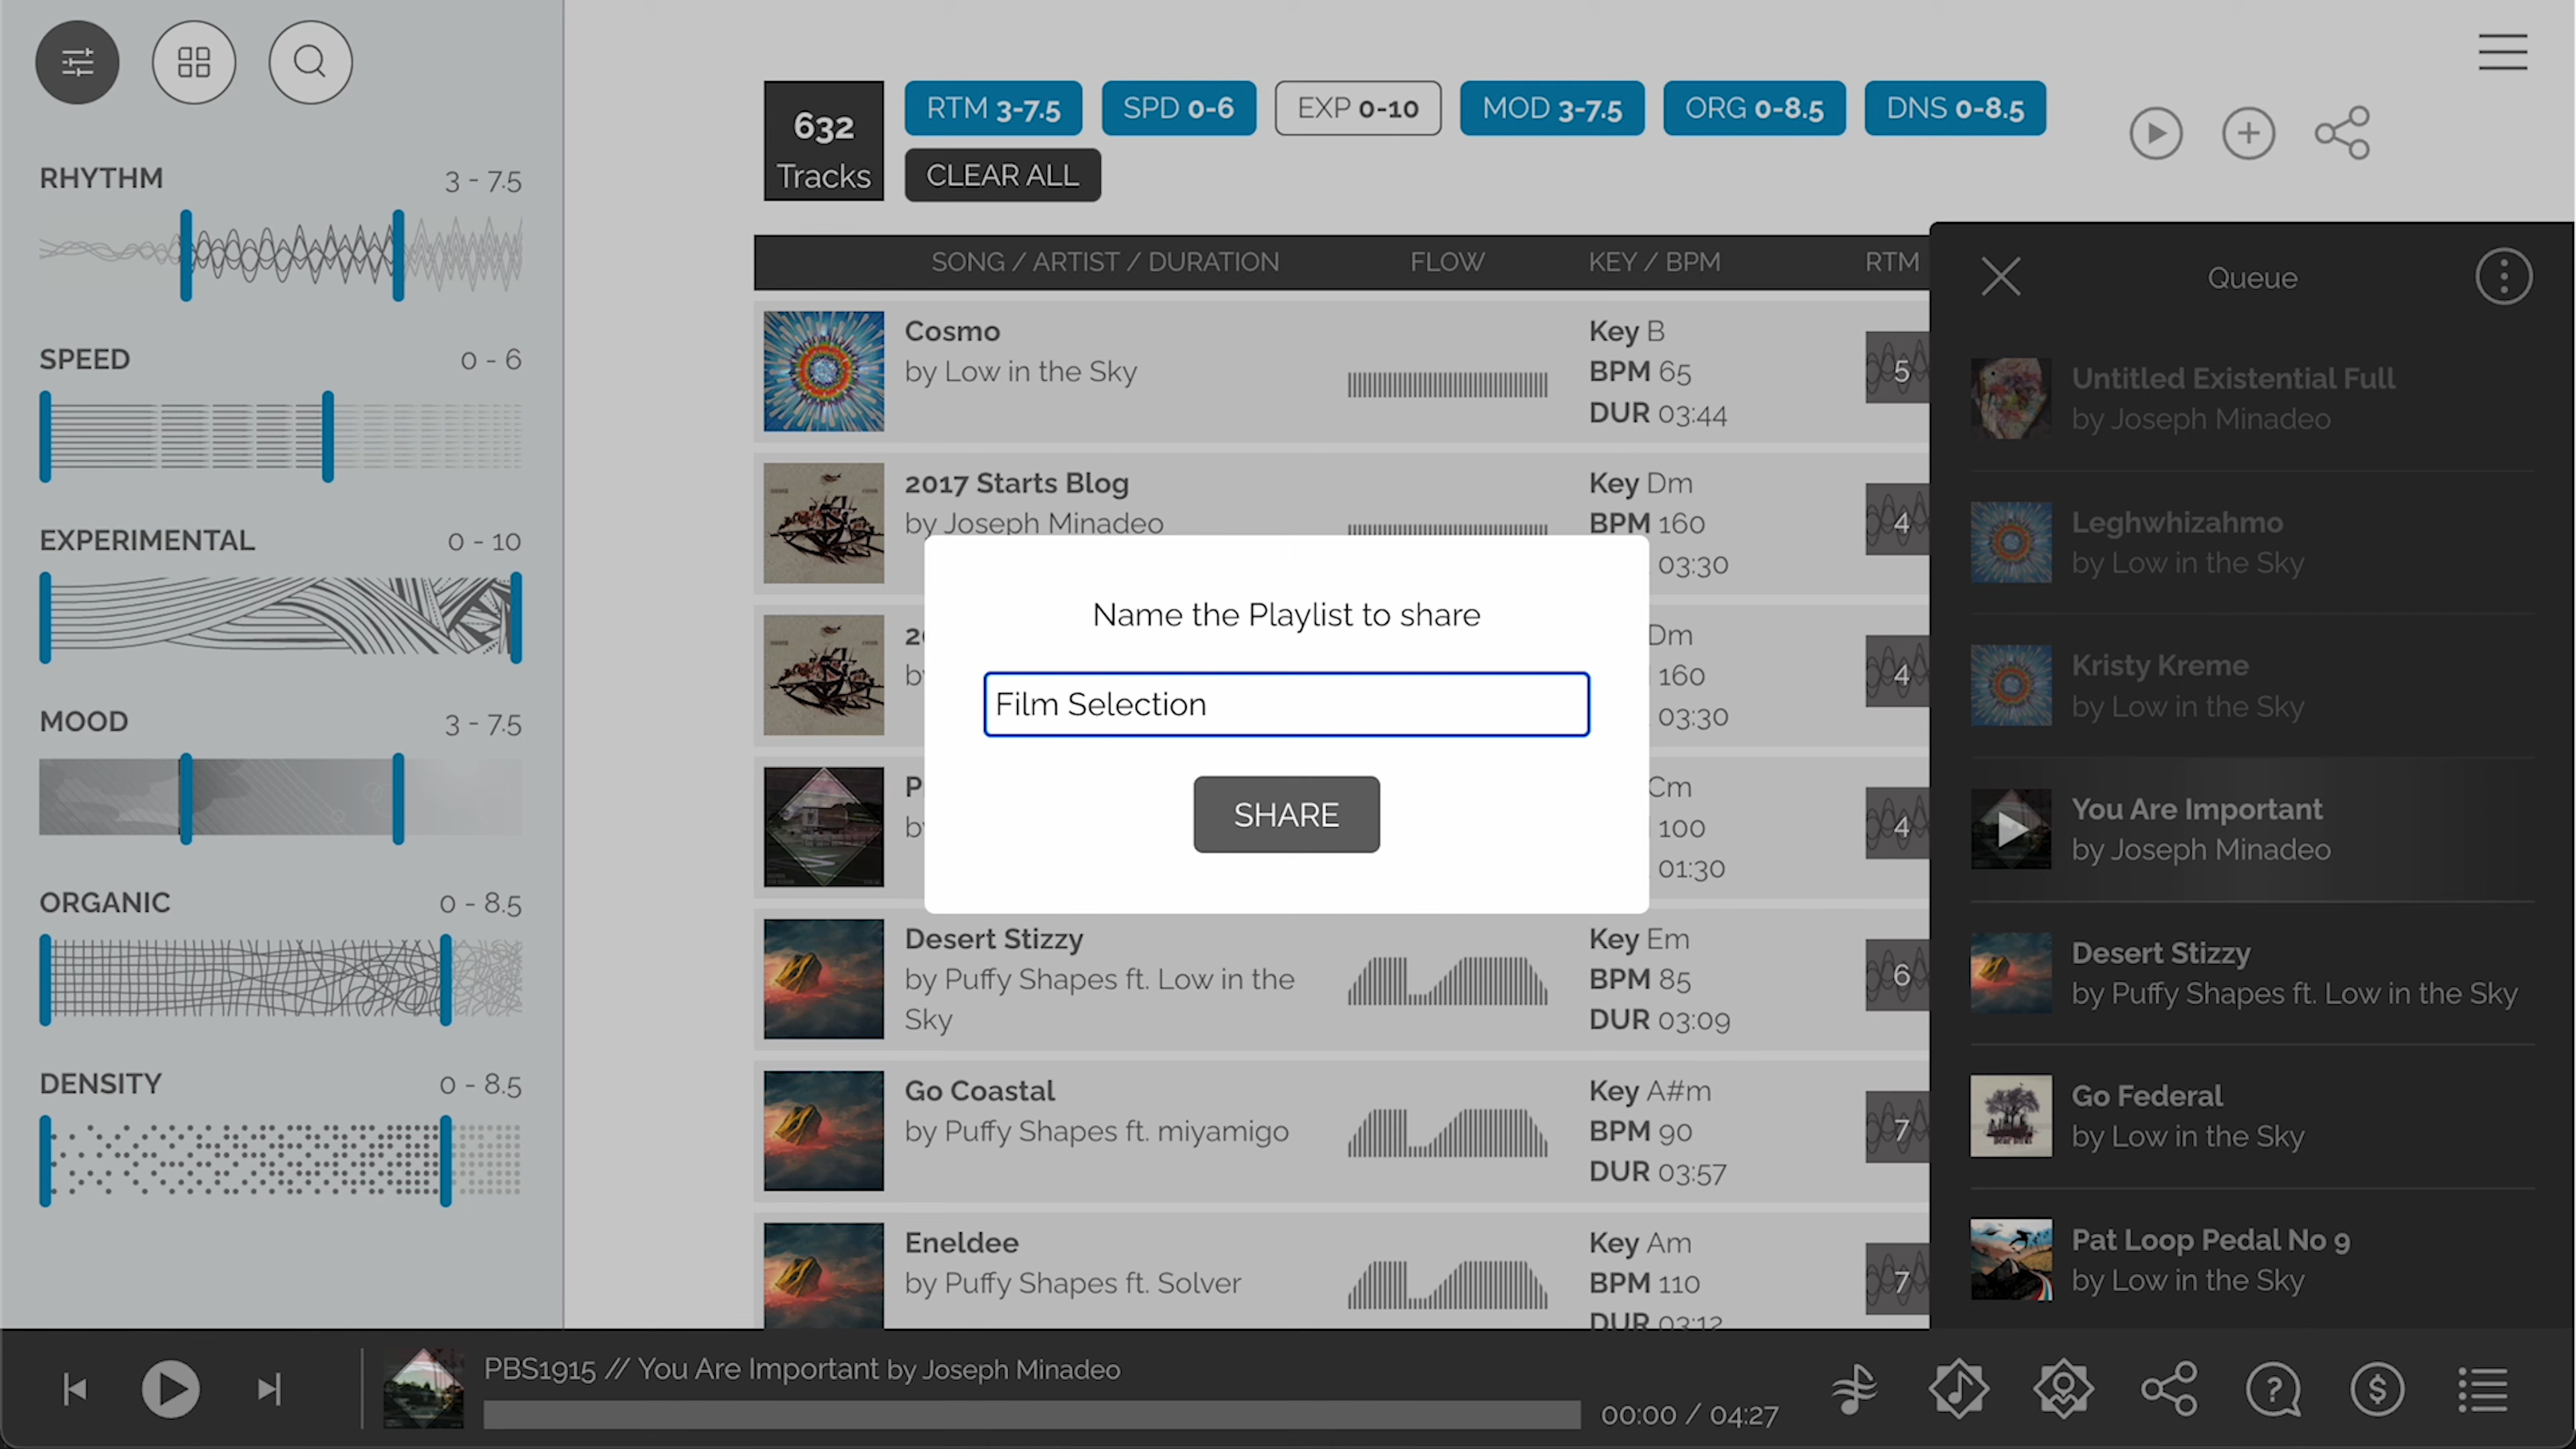 RHYTHM 3 - 7.5
SPEED 0 - 6
EXPERIMENTAL 0 - 10
MOOD 3 - 7.5
ORGANIC 0 - 8.5
DENSITY 0 - 8.5
632
Tracks
RTM 3-7.5
SPD 0-6
EXP 0-10
MOD 3-7.5
ORG 0-8.5
DNS 0-8.5
CLEAR ALL
SONG / ARTIST / DURATION FLOW KEY / BPM RTM
Cosmo
by Low in the Sky
Key B
BPM 65
DUR 03:44
5
2017 Starts Blog
by Joseph Minadeo
Key Dm
BPM 160
03:30
4
Dm
160
03:30
4
Cm
100
01:30
4
Name the Playlist to share
Film Selection
SHARE
Desert Stizzy
by Puffy Shapes ft. Low in the
Sky
Key Em
BPM 85
DUR 03:09
6
Go Coastal
by Puffy Shapes ft. miyamigo
Key A#m
BPM 90
DUR 03:57
7
Eneldee
by Puffy Shapes ft. Solver
Key Am
BPM 110
DUR 03:12
7
Queue
Untitled Existential Full
by Joseph Minadeo
Leghwhizahmo
by Low in the Sky
Kristy Kreme
by Low in the Sky
You Are Important
by Joseph Minadeo
Desert Stizzy
by Puffy Shapes ft. Low in the Sky
Go Federal
by Low in the Sky
Pat Loop Pedal No 9
by Low in the Sky
PBS1915 // You Are Important by Joseph Minadeo
00:00 / 04:27